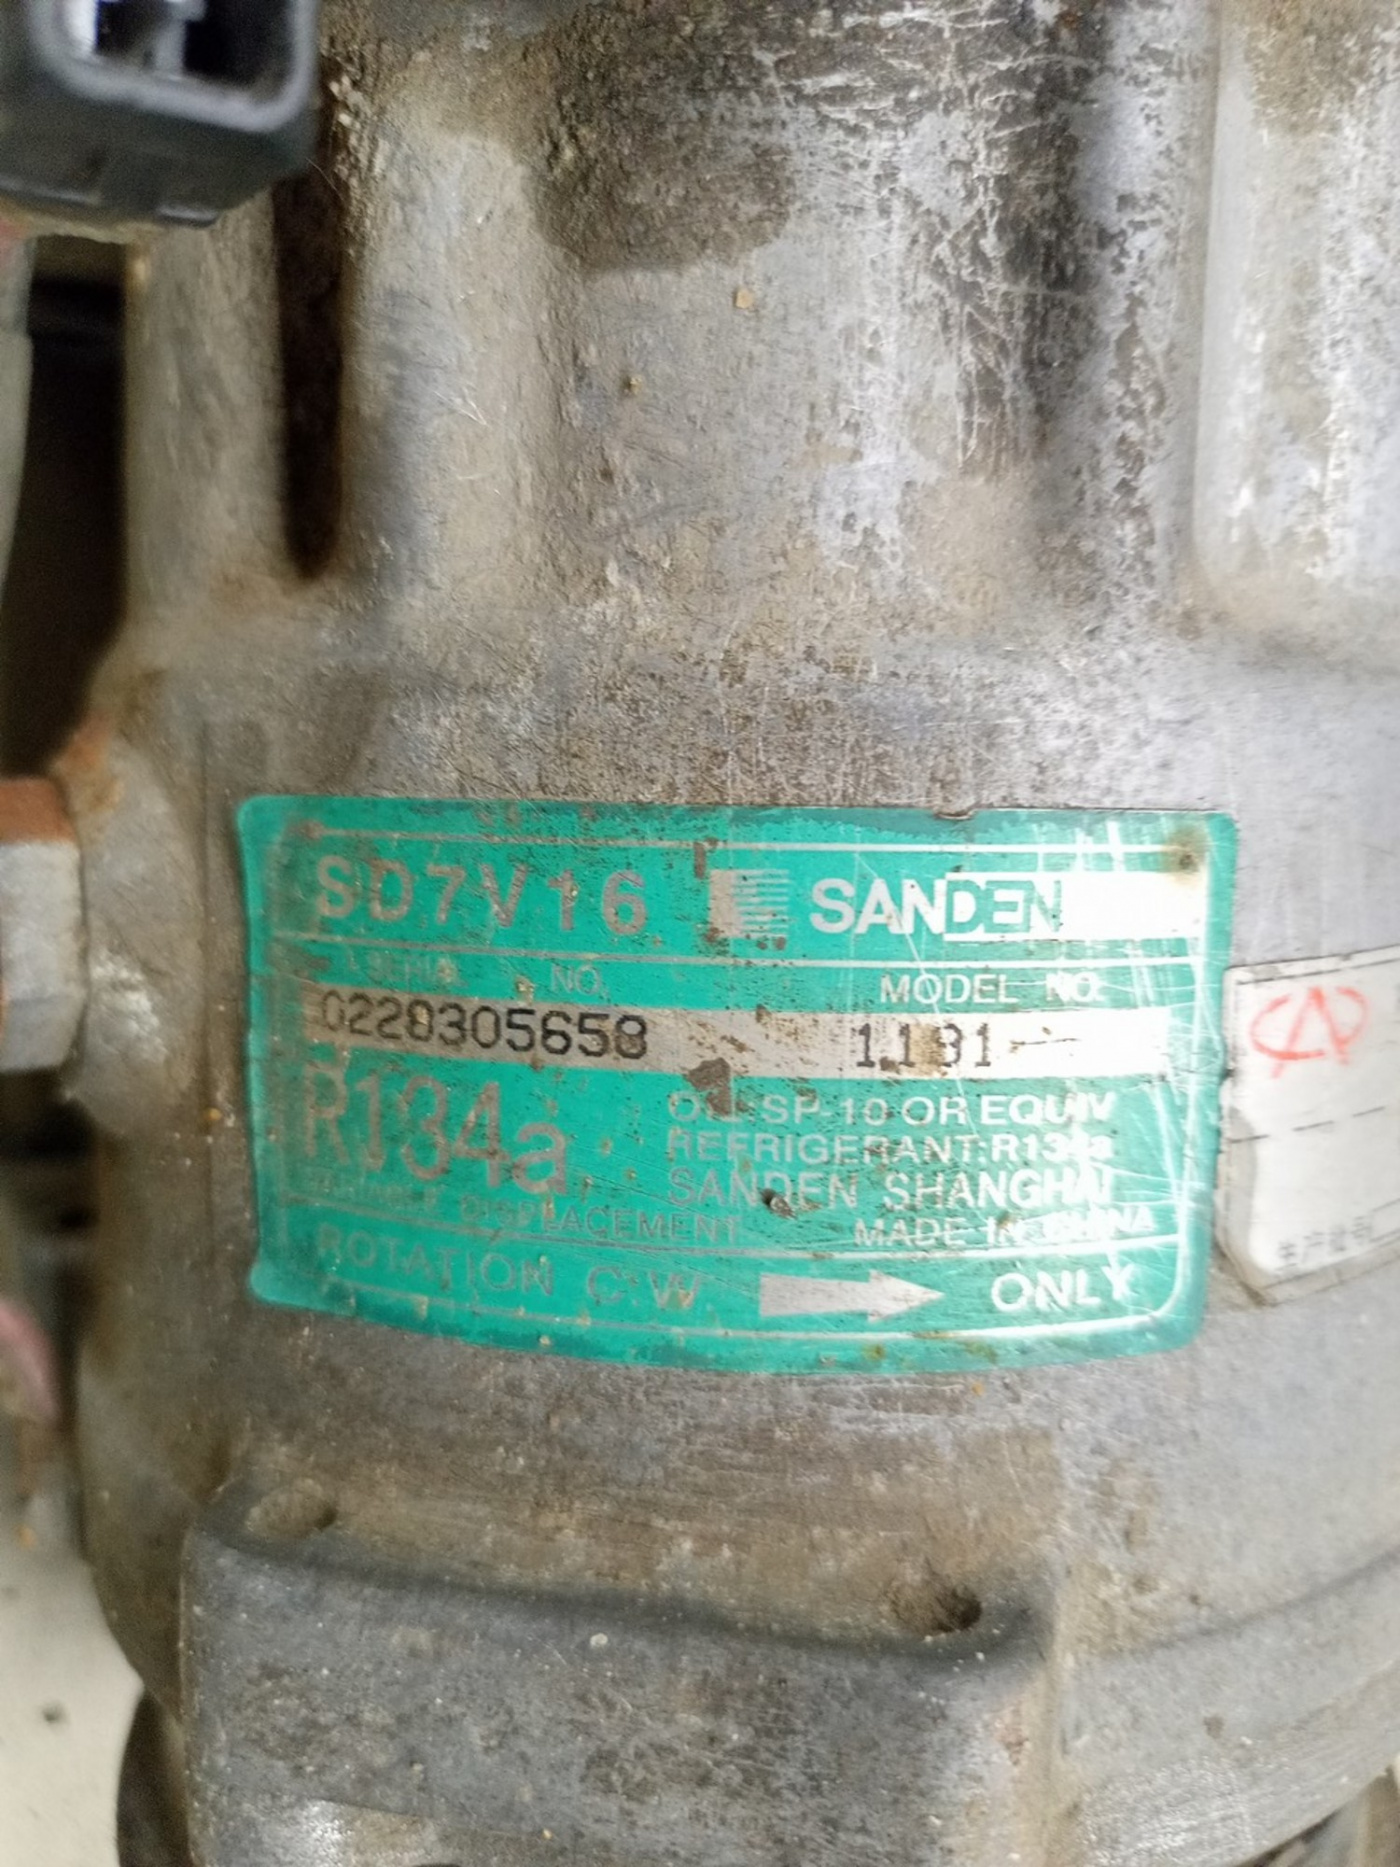 SD7V16 SANDEN
SERIAL NO. MODEL NO.
0220305658
R134a
OIL:SP-10 OR EQUIV
REFRIGERANT:R134a
SANDEN SHANGHAI
VARIABLE DISPLACEMENT
MADE IN CHINA
ROTATION C.W ONLY